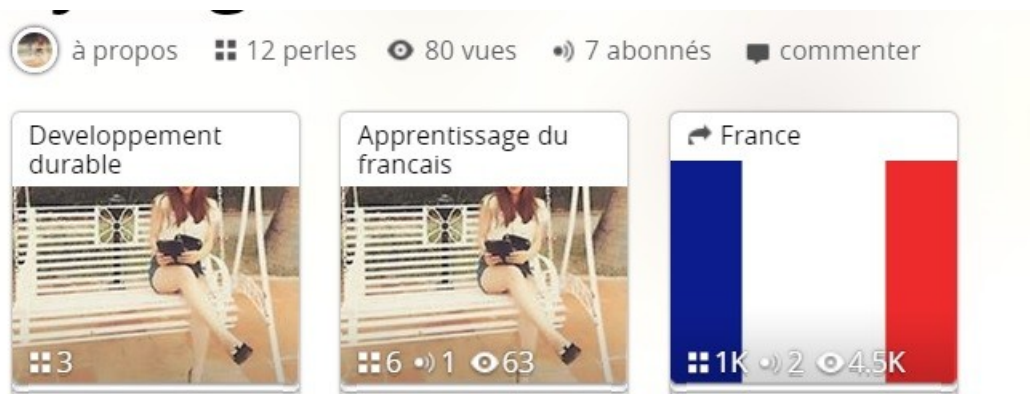 à propos 12 perles 80 vues 7 abonnés commenter
Developpement
durable
Apprentissage du
francais
France
3
6 1 63
1K 2 4.5K